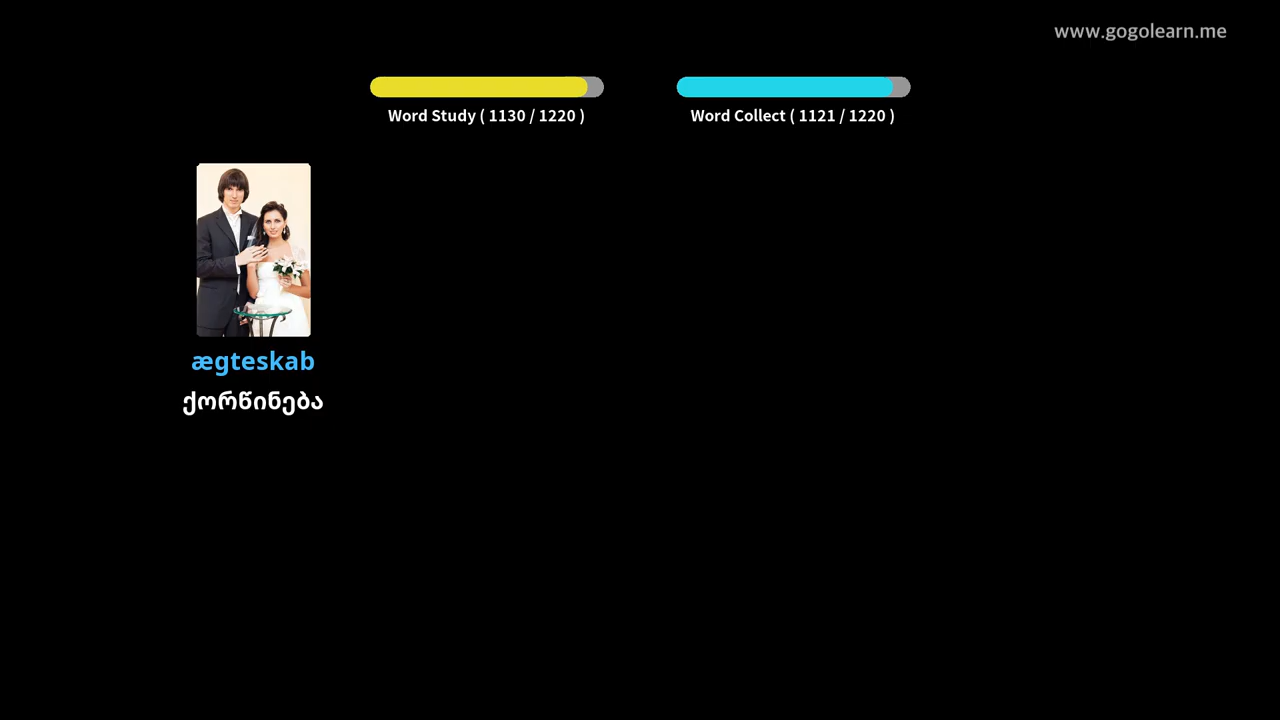 www.gogolearn.me
Word Study ( 1130 / 1220 )
Word Collect ( 1121 / 1220 )
ægteskab
ქორწინება